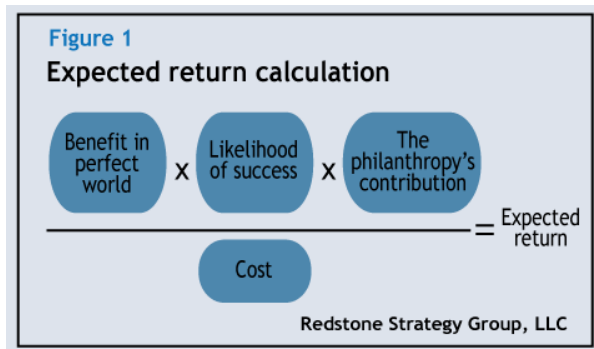 Figure 1
Expected return calculation
Benefit in
perfect
world
x
Likelihood
of success
x
The
philanthropy's
contribution
= Expected
return
Cost
Redstone Strategy Group, LLC